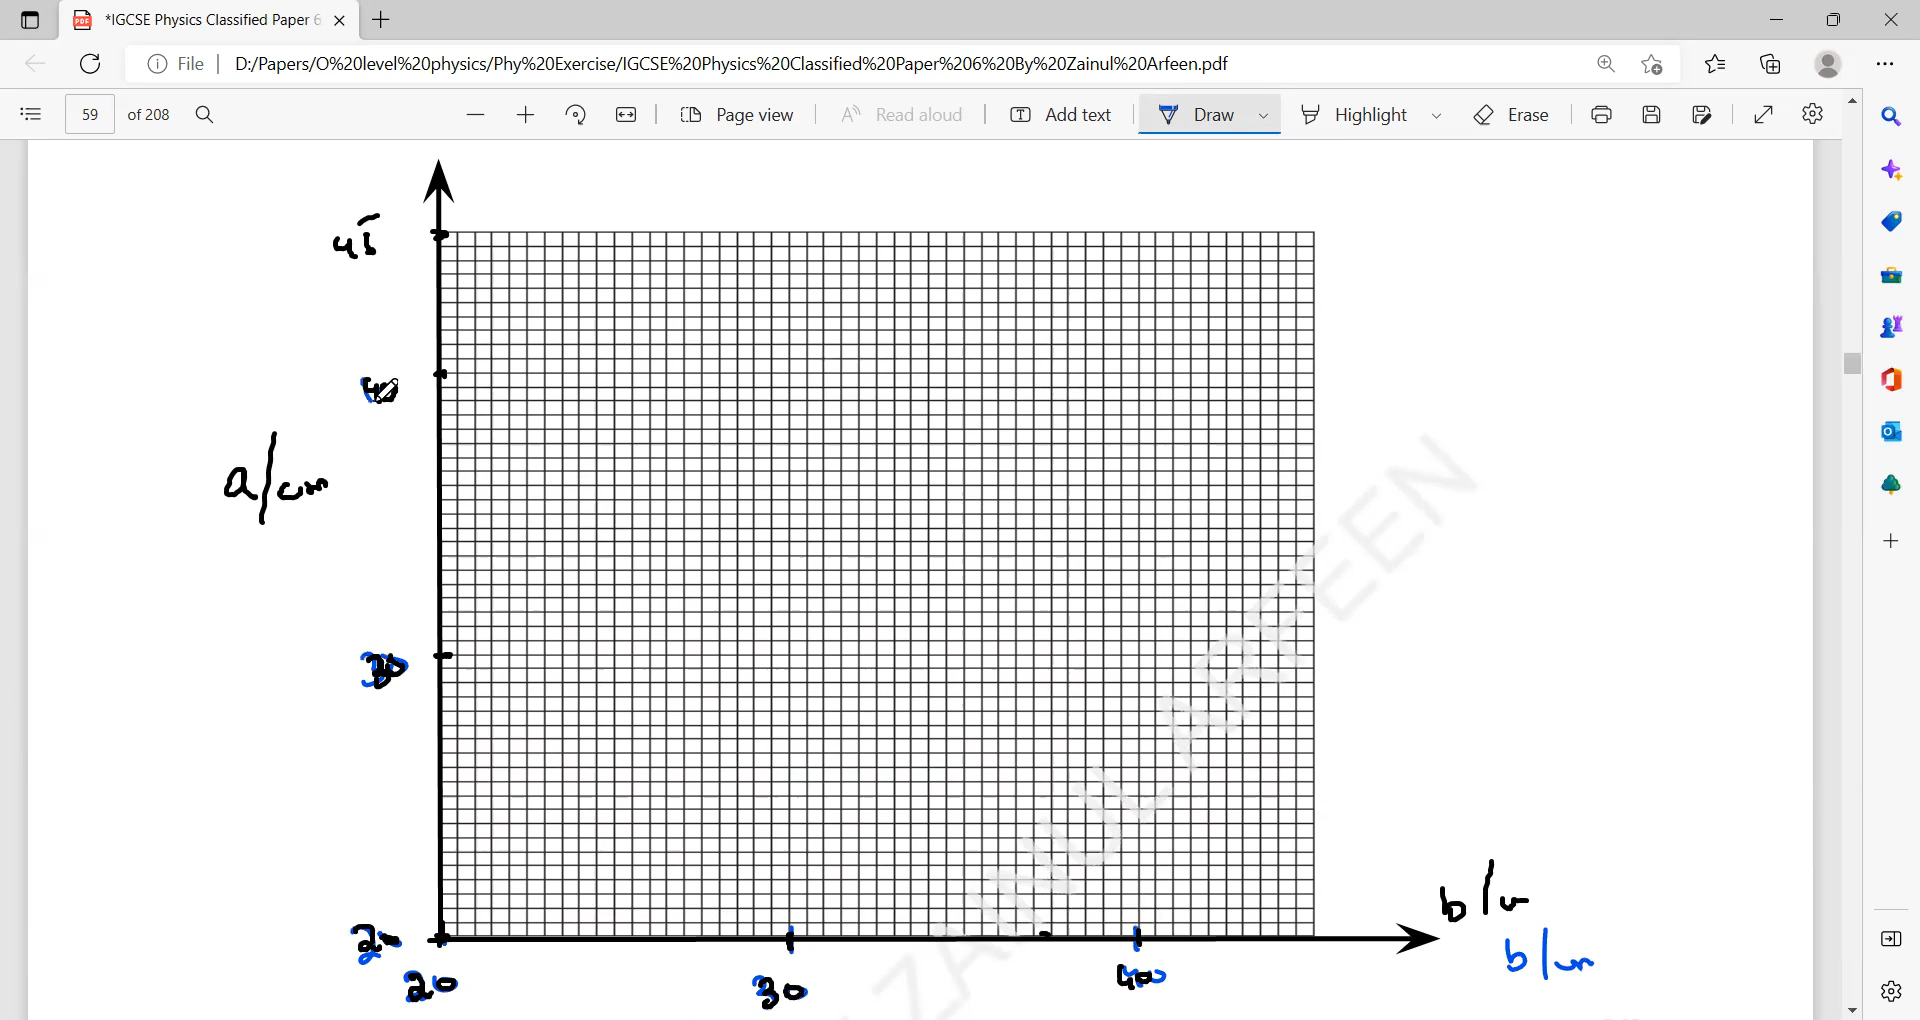 *IGCSE Physics Classified Paper 6
File D:/Papers/O%20level%20physics/Phy%20Exercise/IGCSE%20Physics%20Classified%20Paper%206%20By%20Zainul%20Arfeen.pdf
59 of 208 Page view Read aloud Add text Draw Highlight Erase
45
40
a/cm
30
ZAINUL ARFEEN
b/
b/cm
20
20 30 40